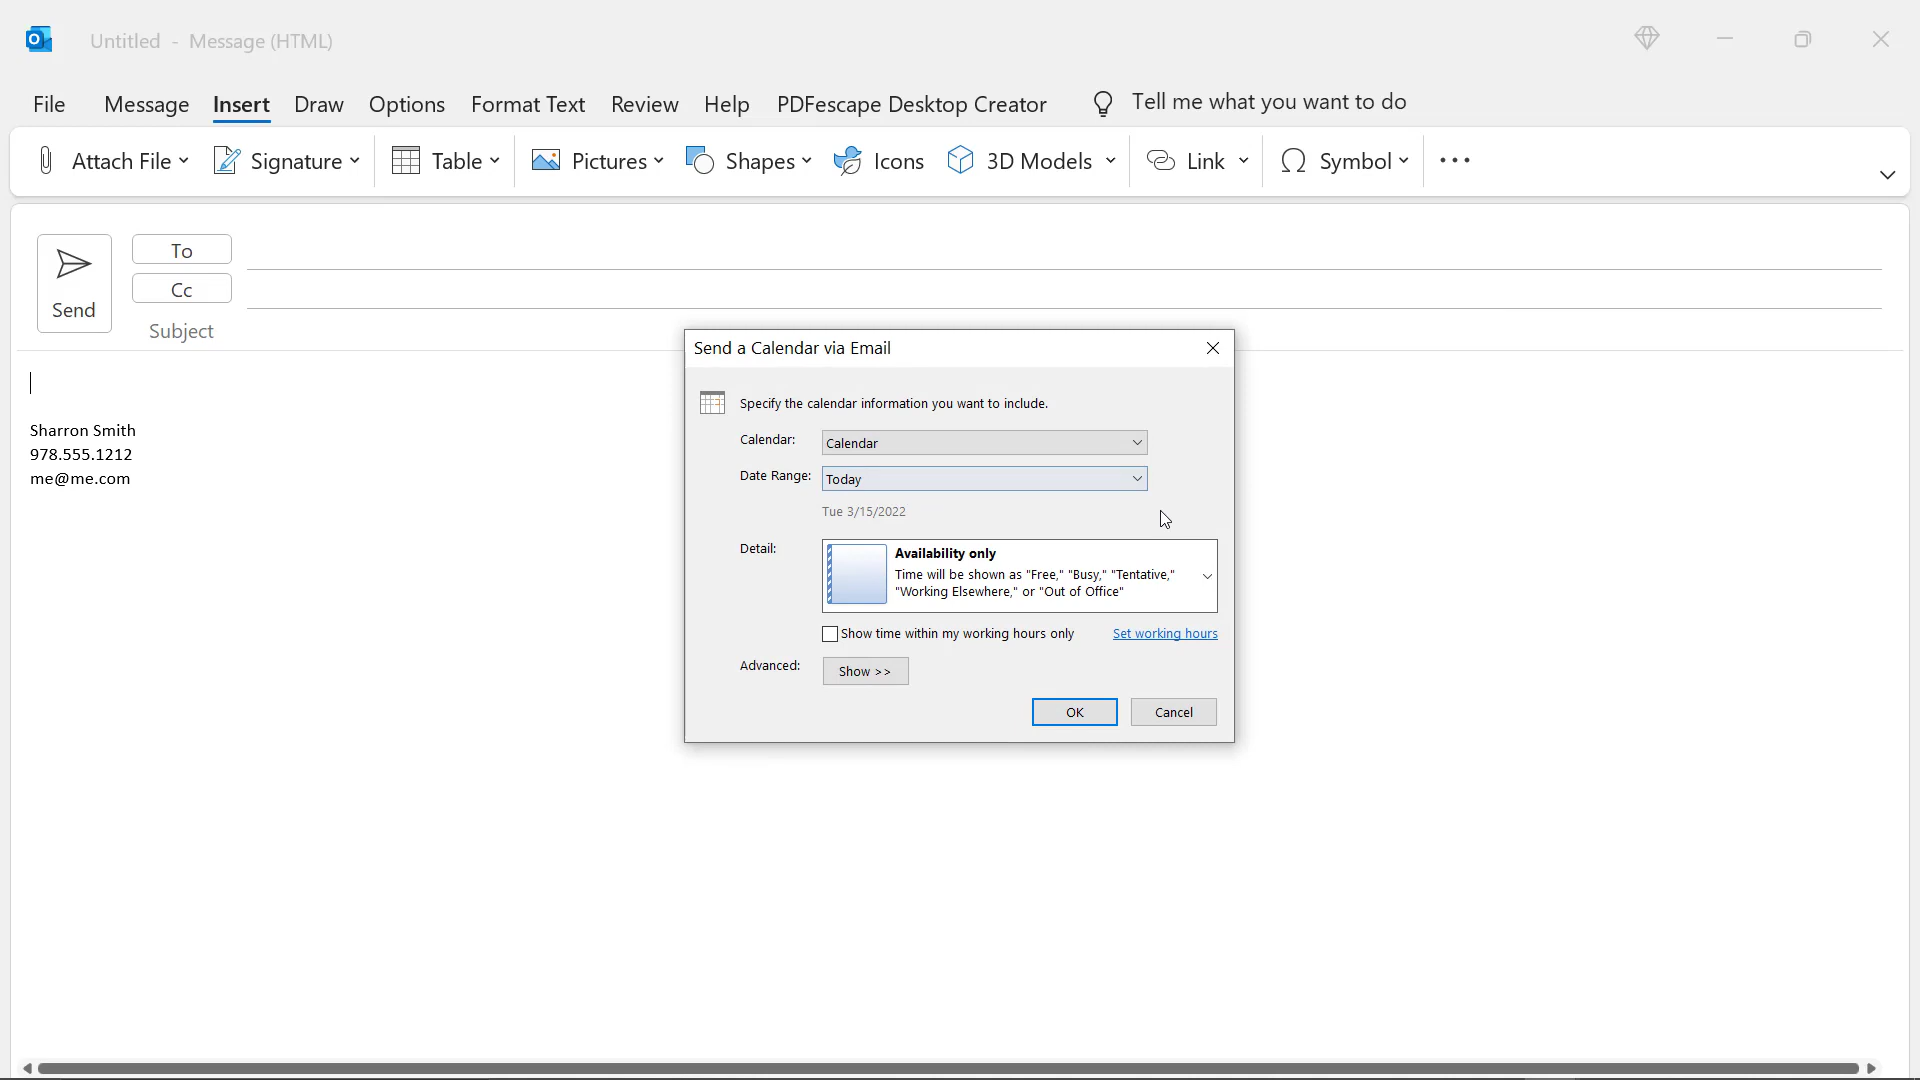 Untitled - Message (HTML)
File Message Insert Draw Options Format Text Review Help PDFescape Desktop Creator Tell me what you want to do
Attach File Signature Table Pictures Shapes Icons 3D Models Link Symbol
Send
To
Cc
Subject
Sharron Smith
978.555.1212
me@me.com
Send a Calendar via Email
Specify the calendar information you want to include.
Calendar: Calendar
Date Range: Today
Tue 3/15/2022
Detail: Availability only
Time will be shown as "Free," "Busy," "Tentative,"
"Working Elsewhere," or "Out of Office"
Show time within my working hours only Set working hours
Advanced: Show >>
OK Cancel